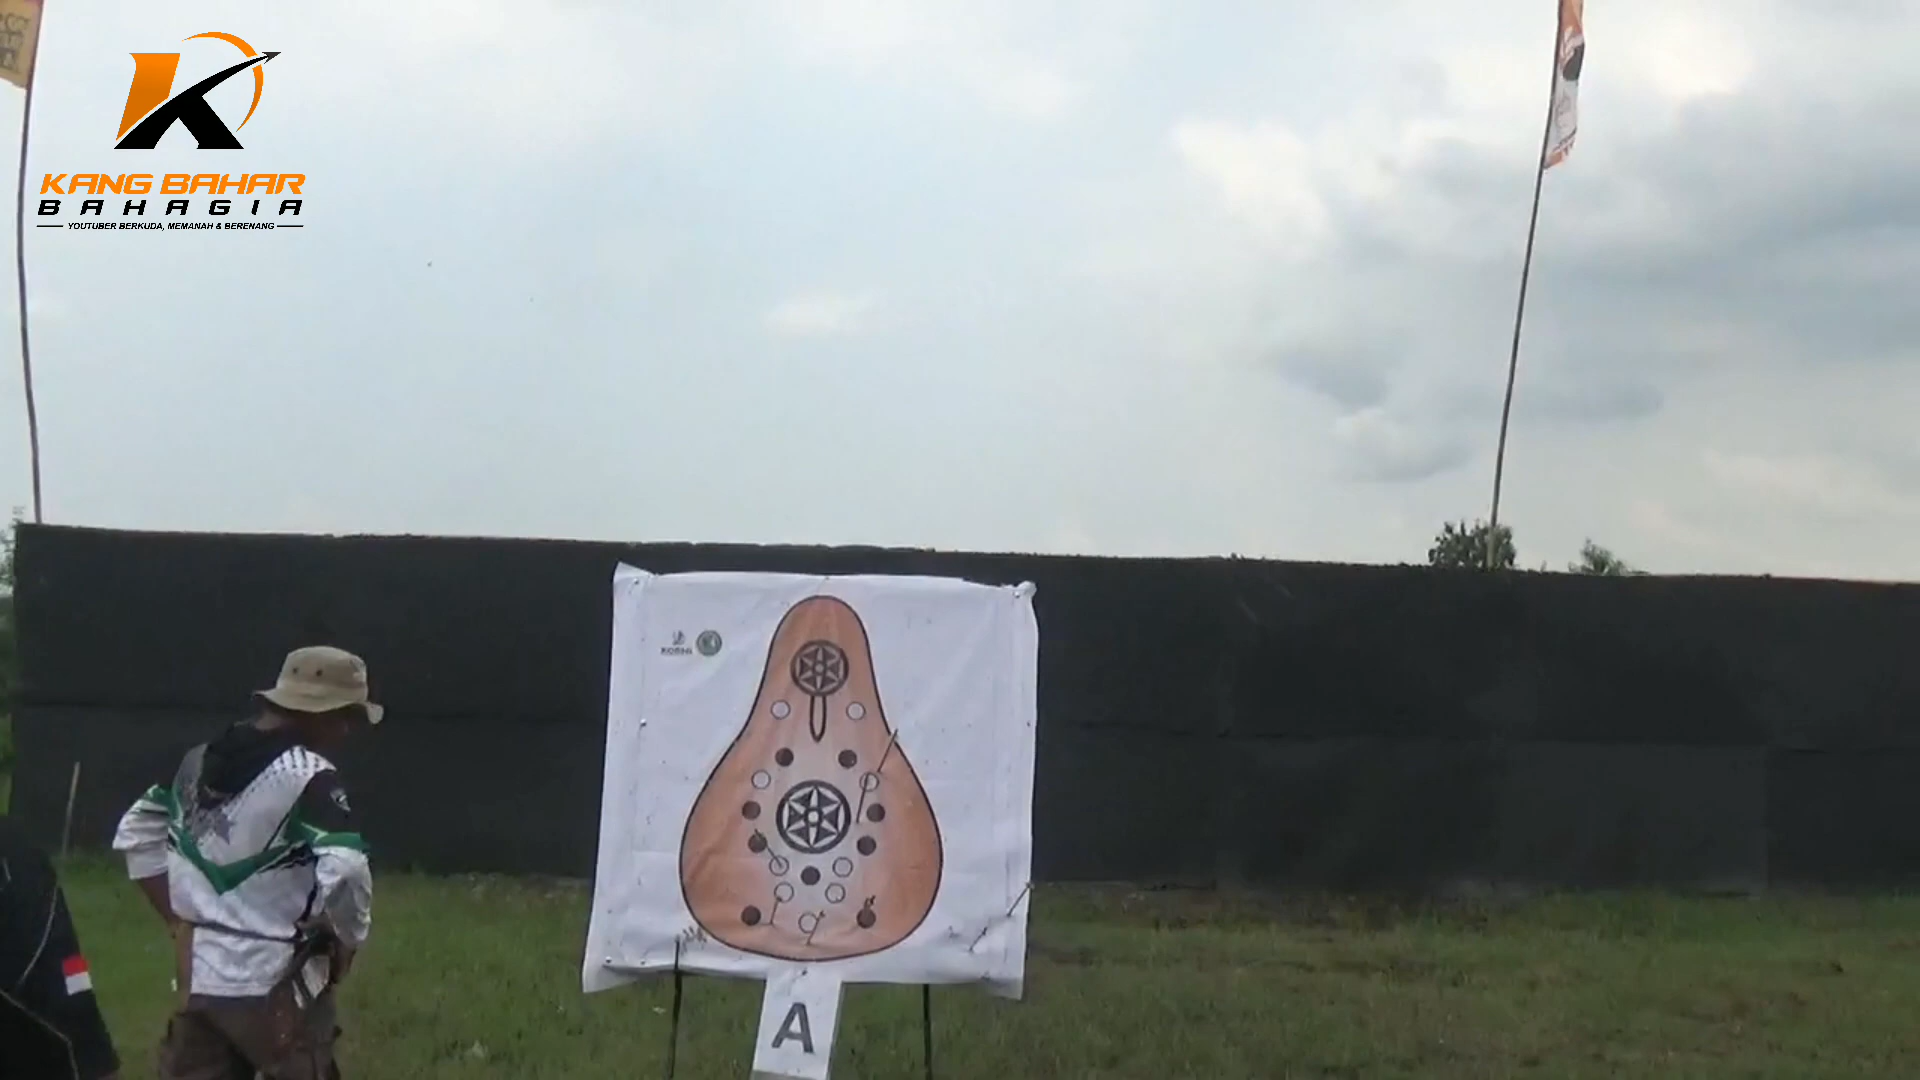 KANG BAHAR
BAHAGIA
YOUTUBER BERKUDA, MEMANAH & BERENANG
A